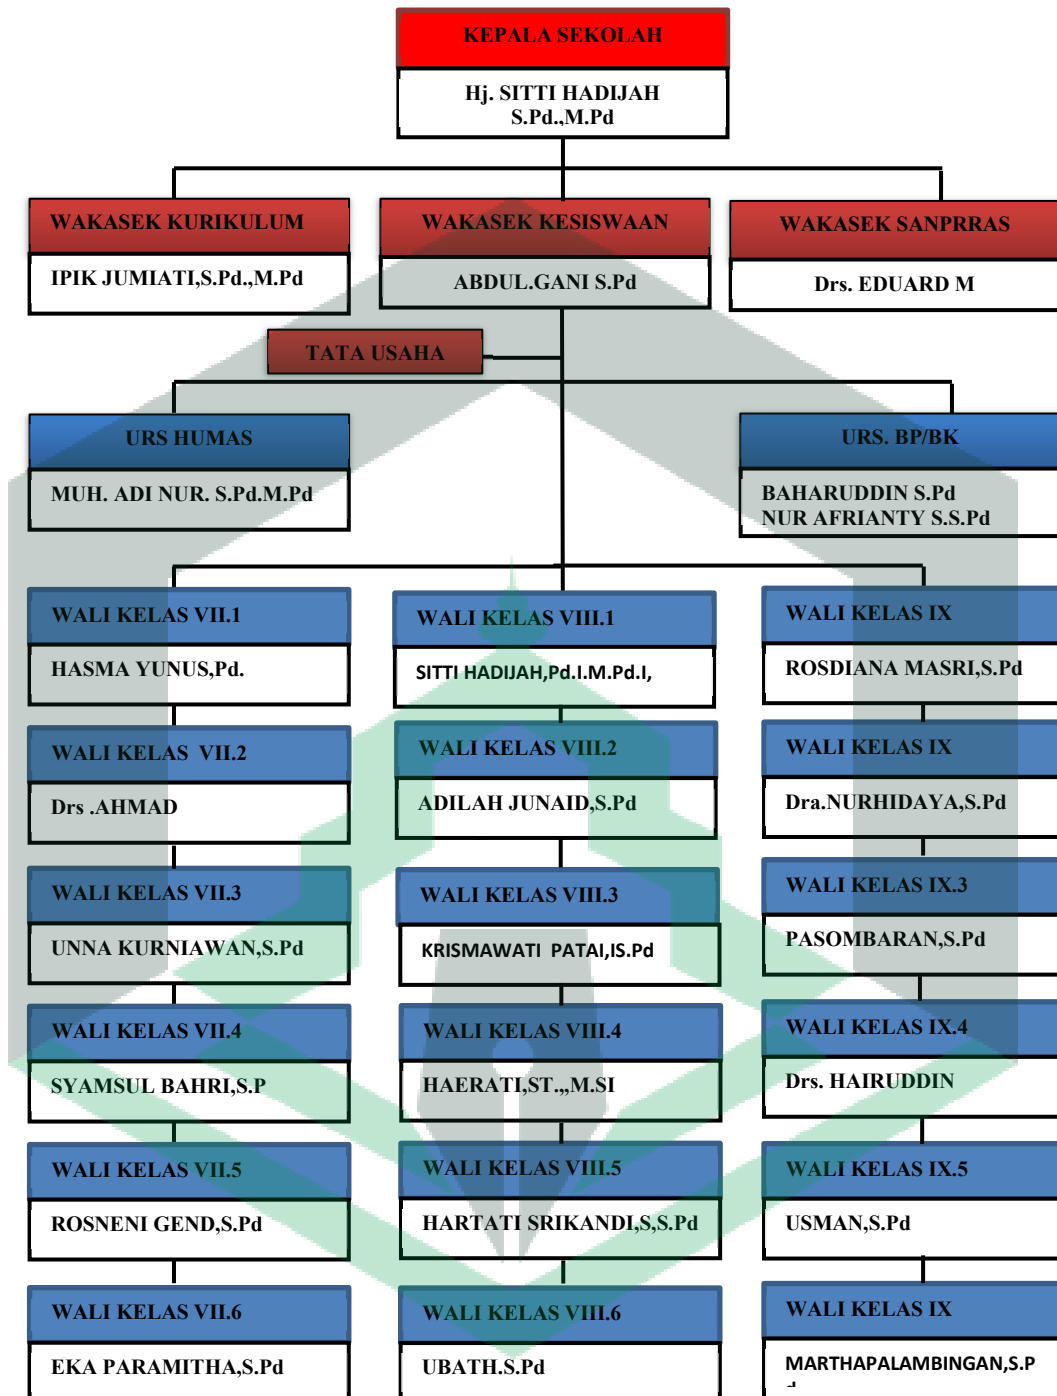 KEPALA SEKOLAH
Hj. SITTI HADIJAH
S.Pd.,M.Pd
WAKASEK KURIKULUM
IPIK JUMIATI,S.Pd.,M.Pd
WAKASEK KESISWAAN
ABDUL.GANI S.Pd
WAKASEK SANPRRAS
Drs. EDUARD M
TATA USAHA
URS HUMAS
MUH. ADI NUR. S.Pd.M.Pd
URS. BP/BK
BAHARUDDIN S.Pd
NUR AFRIANTY S.S.Pd
WALI KELAS VII.1
HASMA YUNUS,Pd.
WALI KELAS VII.2
Drs .AHMAD
WALI KELAS VII.3
UNNA KURNIAWAN,S.Pd
WALI KELAS VII.4
SYAMSUL BAHRI,S.P
WALI KELAS VII.5
ROSNENI GEND,S.Pd
WALI KELAS VII.6
EKA PARAMITHA,S.Pd
WALI KELAS VIII.1
SITTI HADIJAH,Pd.I.M.Pd.I,
WALI KELAS VIII.2
ADILAH JUNAID,S.Pd
WALI KELAS VIII.3
KRISMAWATI PATAI,IS.Pd
WALI KELAS VIII.4
HAERATI,ST.,,M.SI
WALI KELAS VIII.5
HARTATI SRIKANDI,S,S.Pd
WALI KELAS VIII.6
UBATH.S.Pd
WALI KELAS IX
ROSDIANA MASRI,S.Pd
WALI KELAS IX
Dra.NURHIDAYA,S.Pd
WALI KELAS IX.3
PASOMBARAN,S.Pd
WALI KELAS IX.4
Drs. HAIRUDDIN
WALI KELAS IX.5
USMAN,S.Pd
WALI KELAS IX
MARTHAPALAMBINGAN,S.P